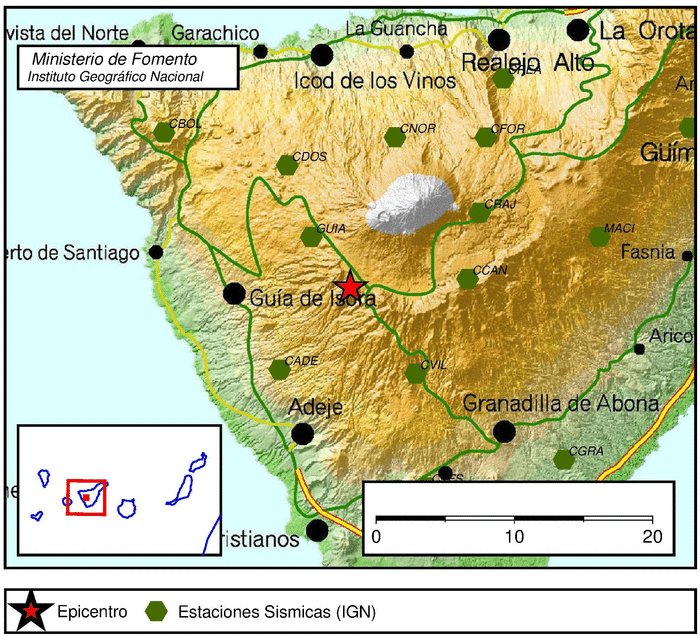 vista del Norte
Garachico
La Guancha
La Orota
Ministerio de Fomento
Instituto Geográfico Nacional
Icod de los Vinos
Realejo Alto
CREA
CBOL
CNOR
CFOR
CDOS
Güím
CRAJ
GUIA
MACI
erto de Santiago
Fasnia
CCAN
Guía de Isora
Arico
CADE
CVIL
Adeje
Granadilla de Abona
CGRA
ristianos
0
10
20
Epicentro
Estaciones Sismicas (IGN)